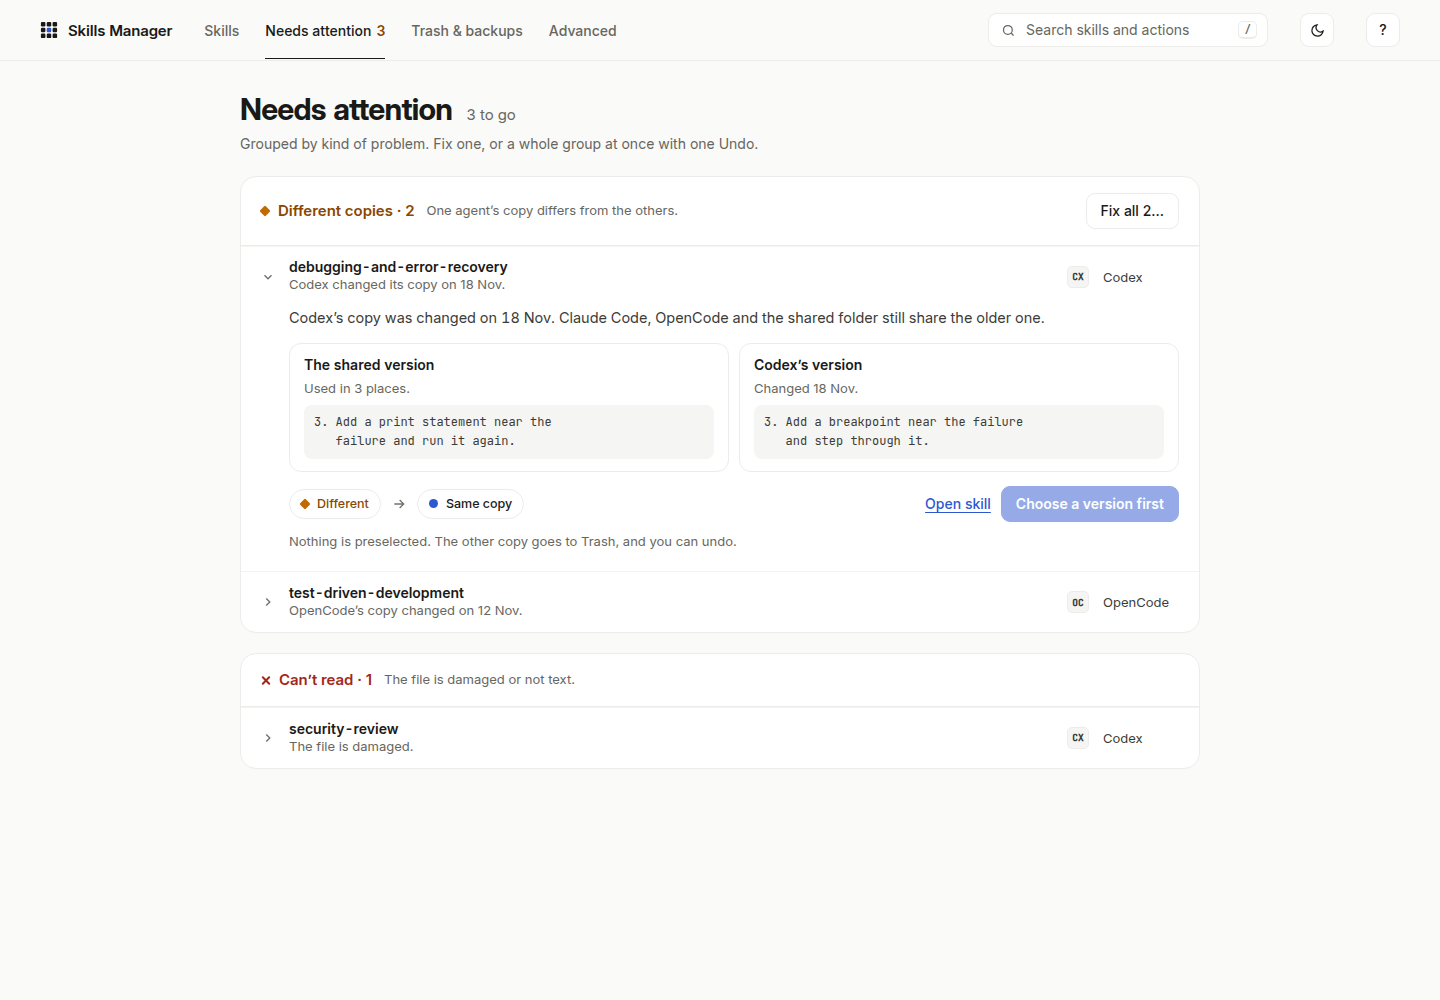 Skills Manager
Skills
Needs attention 3
Trash & backups
Advanced
Search skills and actions
/
?
Needs attention
3 to go
Grouped by kind of problem. Fix one, or a whole group at once with one Undo.
Different copies · 2
One agent’s copy differs from the others.
Fix all 2…
debugging-and-error-recovery
Codex changed its copy on 18 Nov.
CX
Codex
Codex’s copy was changed on 18 Nov. Claude Code, OpenCode and the shared folder still share the older one.
The shared version
Used in 3 places.
3. Add a print statement near the
failure and run it again.
Codex’s version
Changed 18 Nov.
3. Add a breakpoint near the failure
and step through it.
Different
→
Same copy
Open skill
Choose a version first
Nothing is preselected. The other copy goes to Trash, and you can undo.
test-driven-development
OpenCode’s copy changed on 12 Nov.
OC
OpenCode
Can’t read · 1
The file is damaged or not text.
security-review
The file is damaged.
CX
Codex